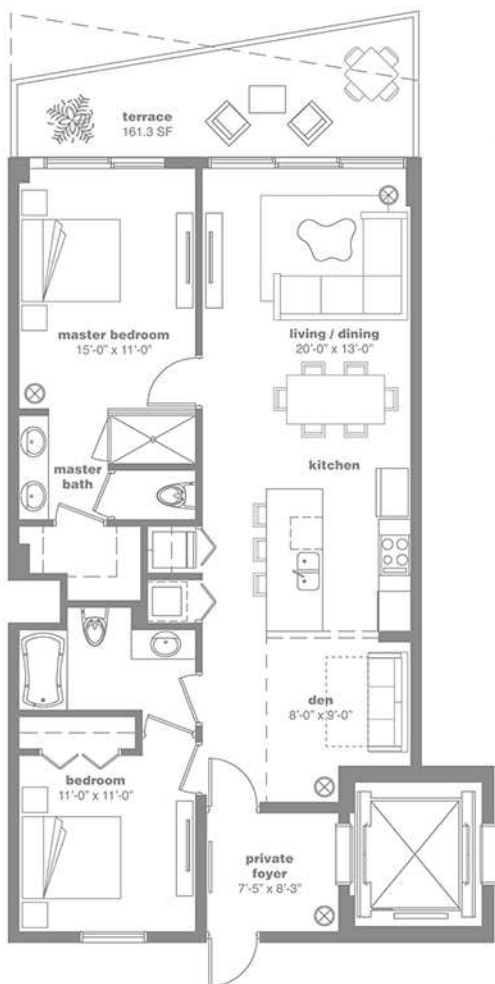 terrace
161.3 SF
master bedroom
15'-0" x 11'-0"
living / dining
20'-0" x 13'-0"
master
bath
kitchen
den
8'-0" x 9'-0"
bedroom
11'-0" x 11'-0"
private
foyer
7'-5" x 8'-3"